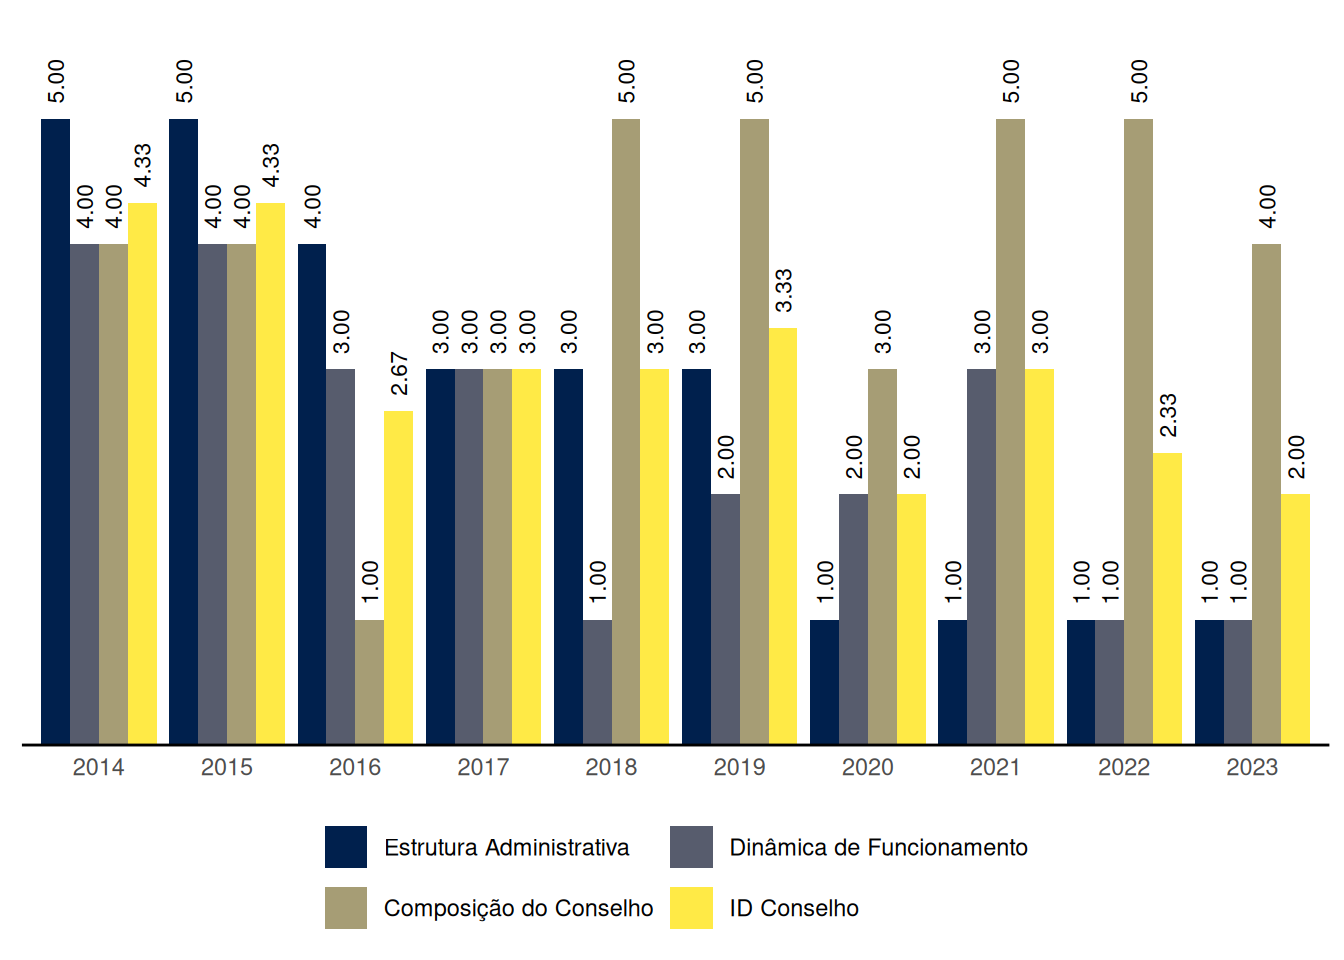 5.00 4.00 4.00 4.33
5.00 4.00 4.00 4.33
4.00 3.00 1.00 2.67
3.00 3.00 3.00 3.00
3.00 1.00 5.00 3.00
3.00 2.00 5.00 3.33
1.00 2.00 3.00 2.00
1.00 3.00 5.00 3.00
1.00 1.00 5.00 2.33
1.00 1.00 4.00 2.00
2014 2015 2016 2017 2018 2019 2020 2021 2022 2023
Estrutura Administrativa Dinâmica de Funcionamento
Composição do Conselho ID Conselho